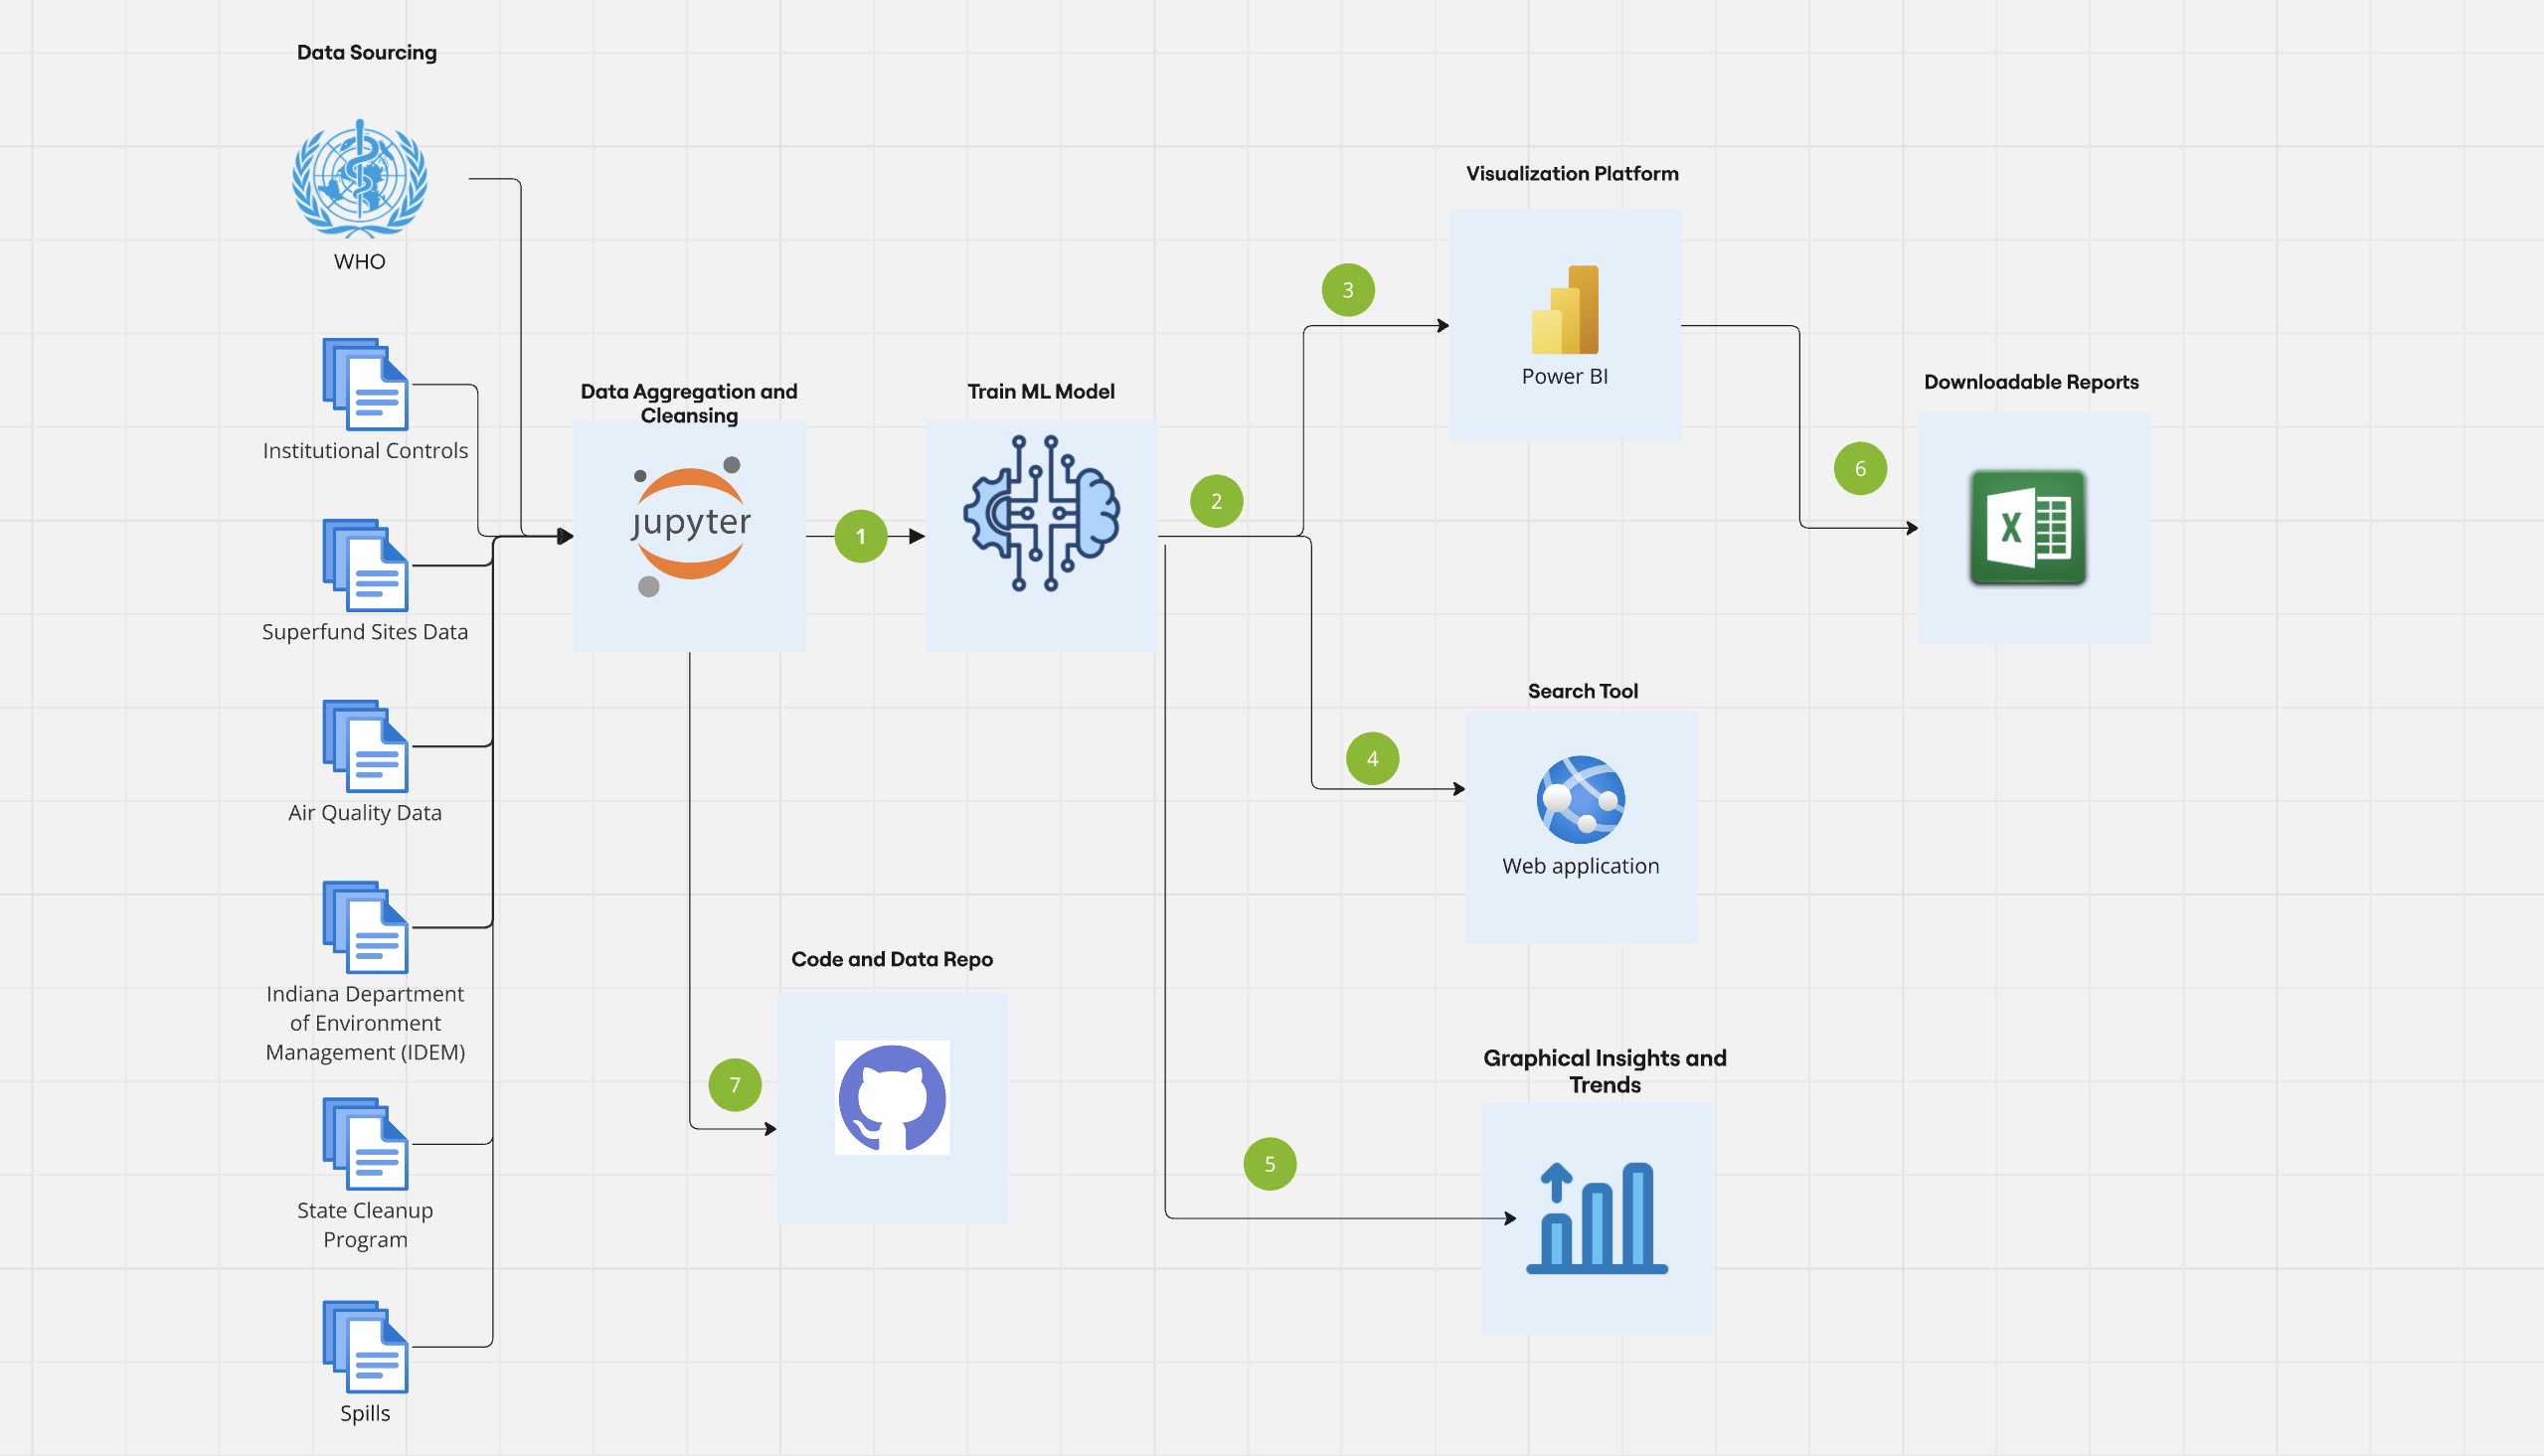 Data Sourcing
WHO
Institutional Controls
Superfund Sites Data
Air Quality Data
Indiana Department
of Environment
Management (IDEM)
State Cleanup
Program
Spills
Data Aggregation and
Cleansing
jupyter
1
Train ML Model
2
3
Visualization Platform
Power BI
6
Downloadable Reports
X
4
Search Tool
Web application
5
Graphical Insights and
Trends
7
Code and Data Repo